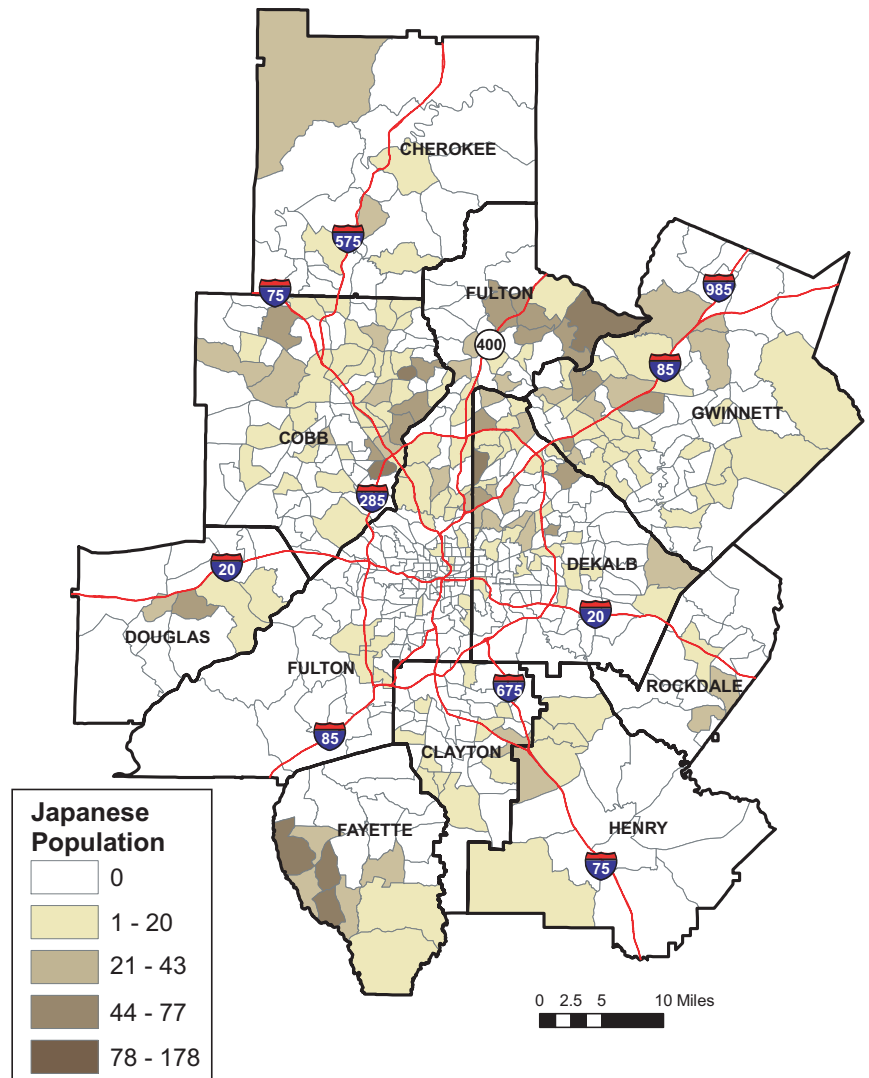 CHEROKEE
575
75
FULTON
985
400
85
GWINNETT
COBB
285
20
DEKALB
DOUGLAS
20
FULTON
ROCKDALE
675
85
CLAYTON
FAYETTE
HENRY
75
Japanese
Population
0
1 - 20
21 - 43
44 - 77
78 - 178
0 2.5 5 10 Miles